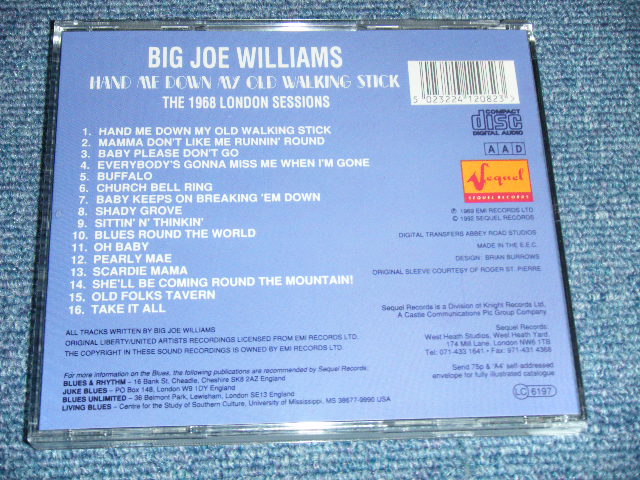 BIG JOE WILLIAMS
HAND ME DOWN MY OLD WALKING STICK
THE 1968 LONDON SESSIONS
5 023224 120823
COMPACT
disc
DIGITAL AUDIO
A A D
Sequel
SEQUEL RECORDS
1. HAND ME DOWN MY OLD WALKING STICK
2. MAMMA DON'T LIKE ME RUNNIN' ROUND
3. BABY PLEASE DON'T GO
4. EVERYBODY'S GONNA MISS ME WHEN I'M GONE
5. BUFFALO
6. CHURCH BELL RING
7. BABY KEEPS ON BREAKING 'EM DOWN
8. SHADY GROVE
9. SITTIN' N' THINKIN'
10. BLUES ROUND THE WORLD
11. OH BABY
12. PEARLY MAE
13. SCARDIE MAMA
14. SHE'LL BE COMING ROUND THE MOUNTAIN!
15. OLD FOLKS TAVERN
16. TAKE IT ALL
℗ 1969 EMI RECORDS LTD.
© 1992 SEQUEL RECORDS
DIGITAL TRANSFERS ABBEY ROAD STUDIOS
MADE IN THE E.E.C.
DESIGN: BRIAN BURROWS
ORIGINAL SLEEVE COURTESY OF ROGER ST. PIERRE
Sequel Records is a Division of Knight Records Ltd.
A Castle Communications Plc Group Company
Sequel Records:
West Heath Studios, West Heath Yard,
174 Mill Lane, London NW6 1TB
Tel: 071-433 1641 · Fax: 071-431 4368
Send 75p & 'A4' self-addressed
envelope for fully illustrated catalogue
LC 6197
ALL TRACKS WRITTEN BY BIG JOE WILLIAMS
ORIGINAL LIBERTY/UNITED ARTISTS RECORDINGS LICENSED FROM EMI RECORDS LTD.
THE COPYRIGHT IN THESE SOUND RECORDINGS IS OWNED BY EMI RECORDS LTD.
For more information on the Blues, the following publications are recommended by Sequel Records:
BLUES & RHYTHM – 16 Bank St, Cheadle, Cheshire SK8 2AZ England
JUKE BLUES – PO Box 148, London W9 1DY England
BLUES UNLIMITED – 36 Belmont Park, Lewisham, London SE13 England
LIVING BLUES – Centre for the Study of Southern Culture, University of Mississippi, MS 38677-9990 USA